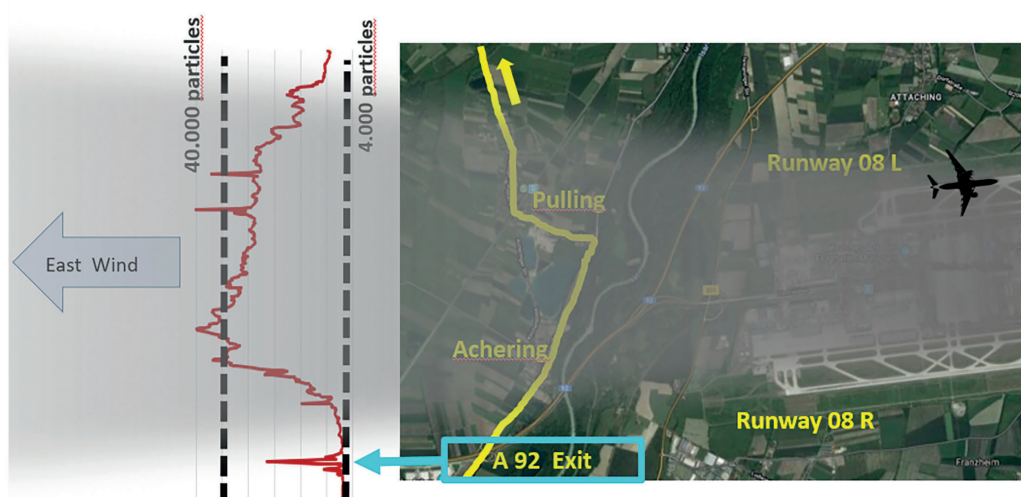 40.000 particles
4.000 particles
East Wind
ATTACHING
Runway 08 L
Pulling
Achering
Runway 08 R
A 92 Exit
Franzheim